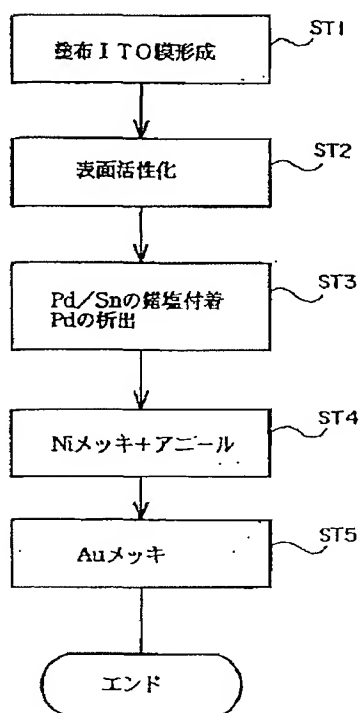 塗布ITO膜形成
ST1
表面活性化
ST2
Pd/Snの錯塩付着
Pdの析出
ST3
Niメッキ+アニール
ST4
Auメッキ
ST5
エンド